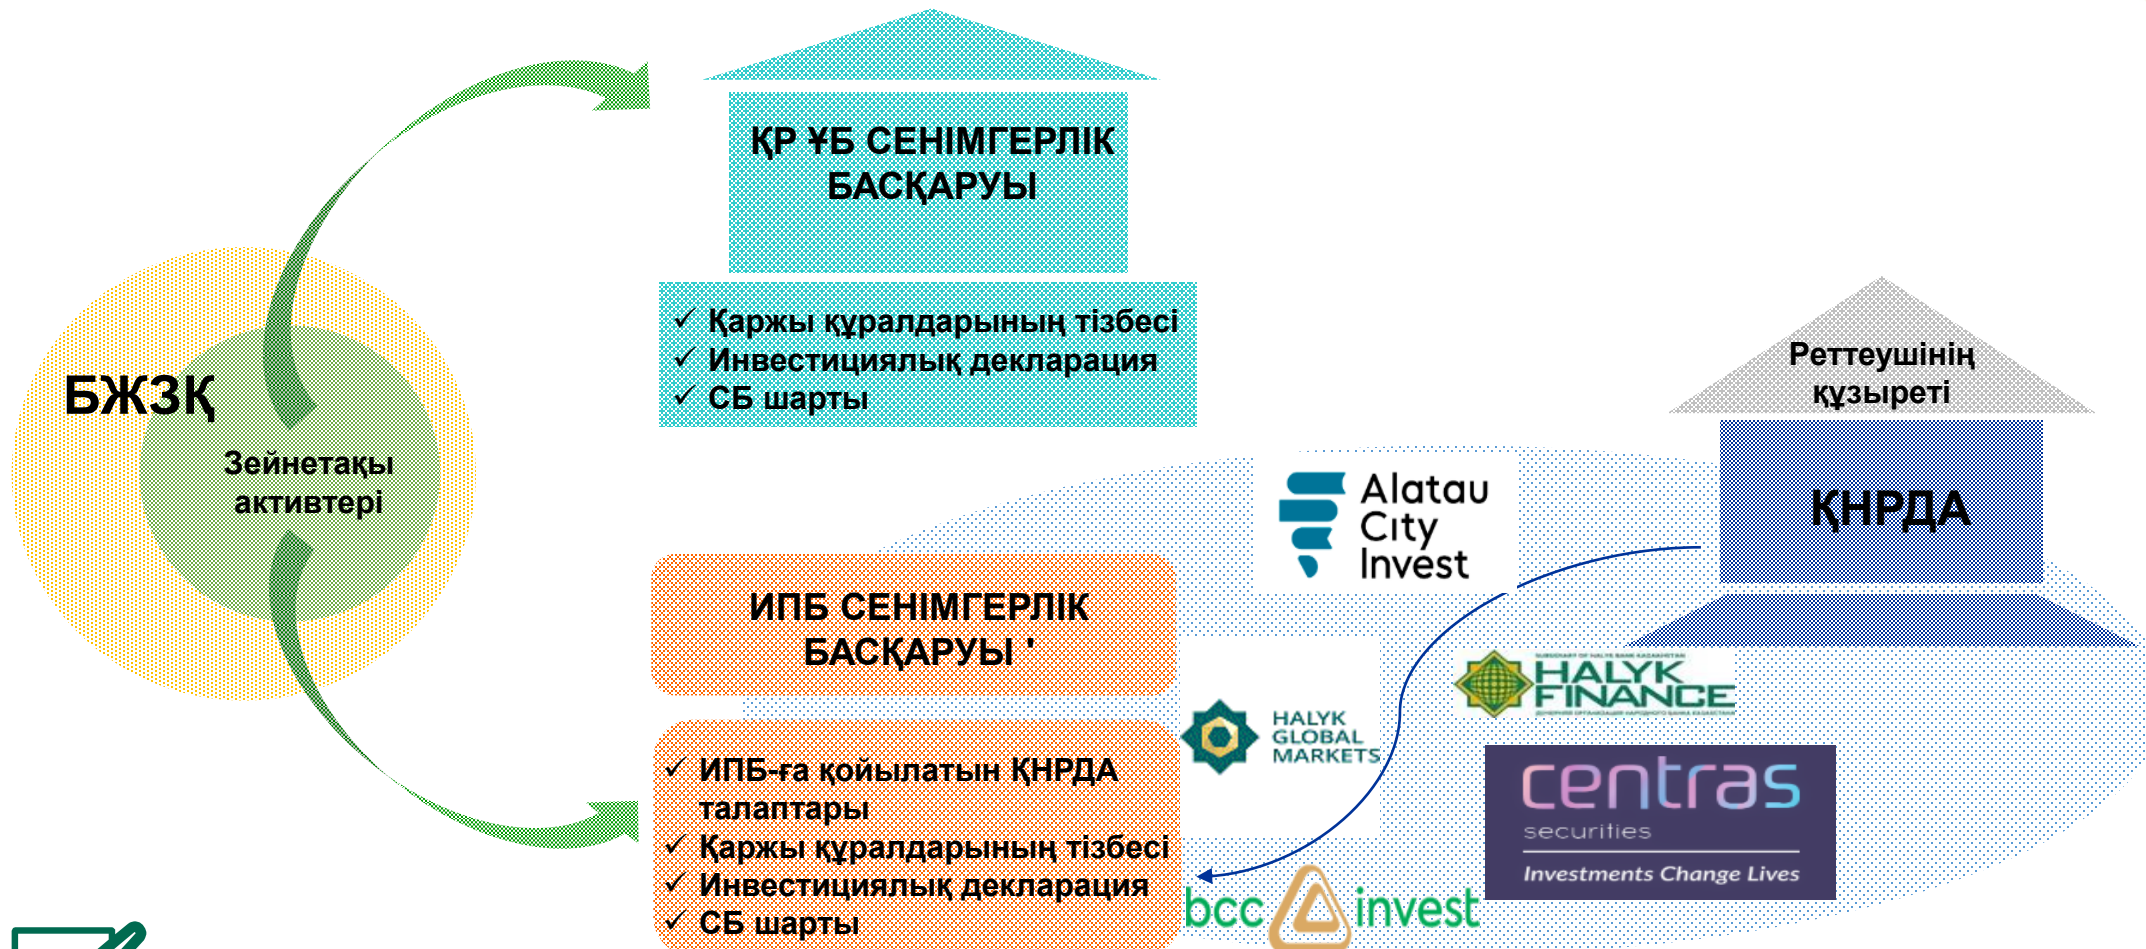 ҚР ҰБ СЕНІМГЕРЛІК
БАСҚАРУЫ
✓ Қаржы құралдарының тізбесі
✓ Инвестициялық декларация
✓ СБ шарты
БЖЗҚ
Зейнетақы
активтері
Реттеушінің
құзыреті
ҚНРДА
Alatau
City
Invest
ИПБ СЕНІМГЕРЛІК
БАСҚАРУЫ '
HALYK
FINANCE
HALYK
GLOBAL
MARKETS
✓ ИПБ-ға қойылатын ҚНРДА
талаптары
✓ Қаржы құралдарының тізбесі
✓ Инвестициялық декларация
✓ СБ шарты
centras
securities
Investments Change Lives
bcc invest